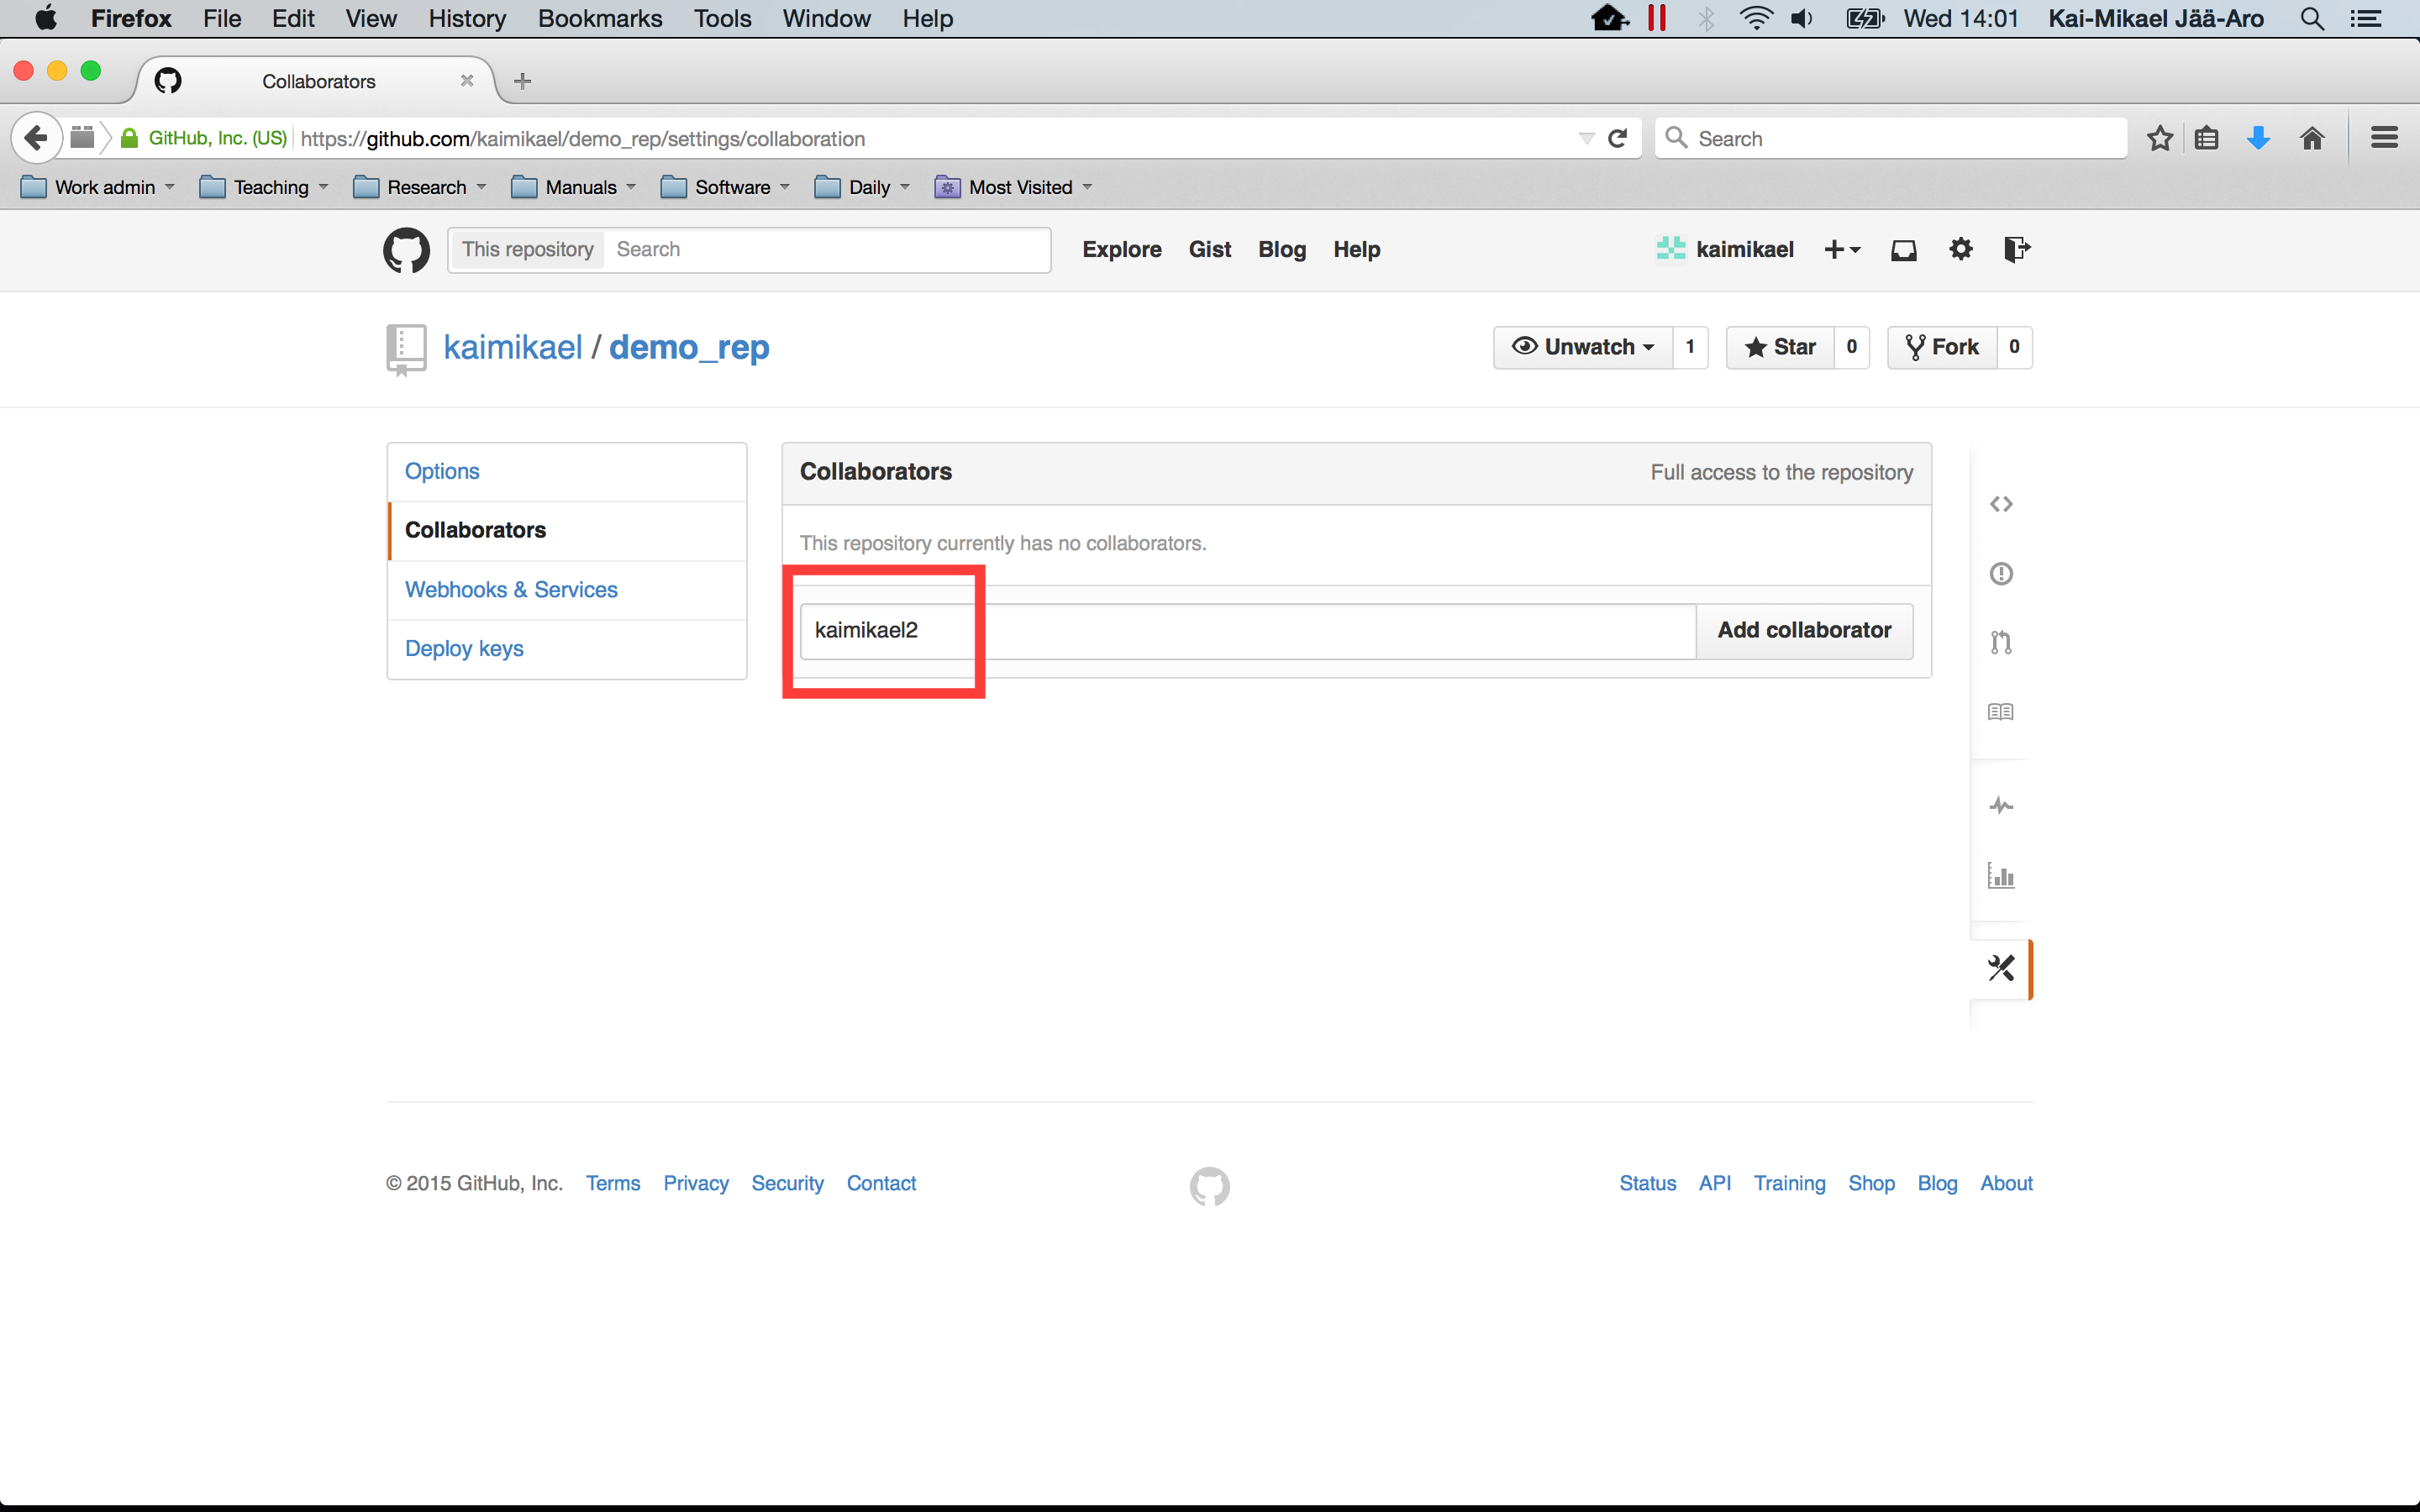 Firefox File Edit View History Bookmarks Tools Window Help Wed 14:01 Kai-Mikael Jää-Aro
Collaborators
GitHub, Inc. (US) https://github.com/kaimikael/demo_rep/settings/collaboration Search
Work admin Teaching Research Manuals Software Daily Most Visited
This repository Search Explore Gist Blog Help kaimikael
kaimikael / demo_rep Unwatch 1 Star 0 Fork 0
Options
Collaborators
Webhooks & Services
Deploy keys
Collaborators Full access to the repository
This repository currently has no collaborators.
kaimikael2 Add collaborator
© 2015 GitHub, Inc. Terms Privacy Security Contact Status API Training Shop Blog About